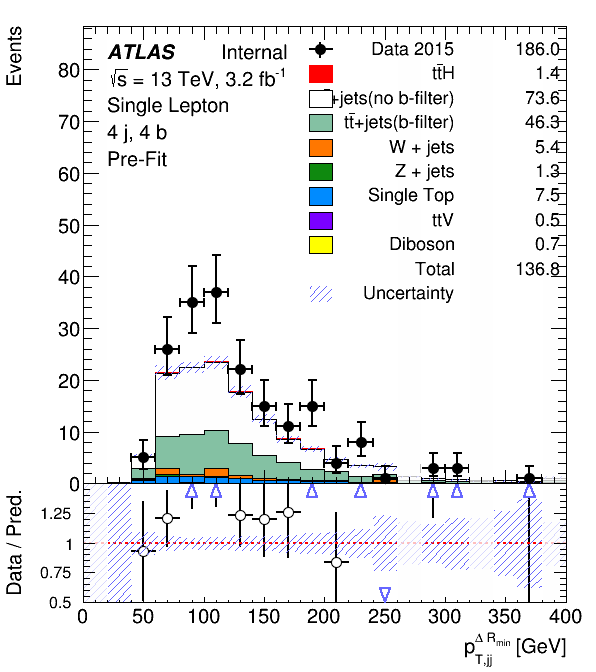 Events
ATLAS Internal
√s = 13 TeV, 3.2 fb-1
Single Lepton
4 j, 4 b
Pre-Fit
Data 2015 186.0
tt̄H 1.4
+jets(no b-filter) 73.6
tt̄+jets(b-filter) 46.3
W + jets 5.4
Z + jets 1.3
Single Top 7.5
ttV 0.5
Diboson 0.7
Total 136.8
Uncertainty
80
70
60
50
40
30
20
10
0
Data / Pred.
1.25
1
0.75
0.5
0 50 100 150 200 250 300 350 400
p T,jj Δ R min [GeV]